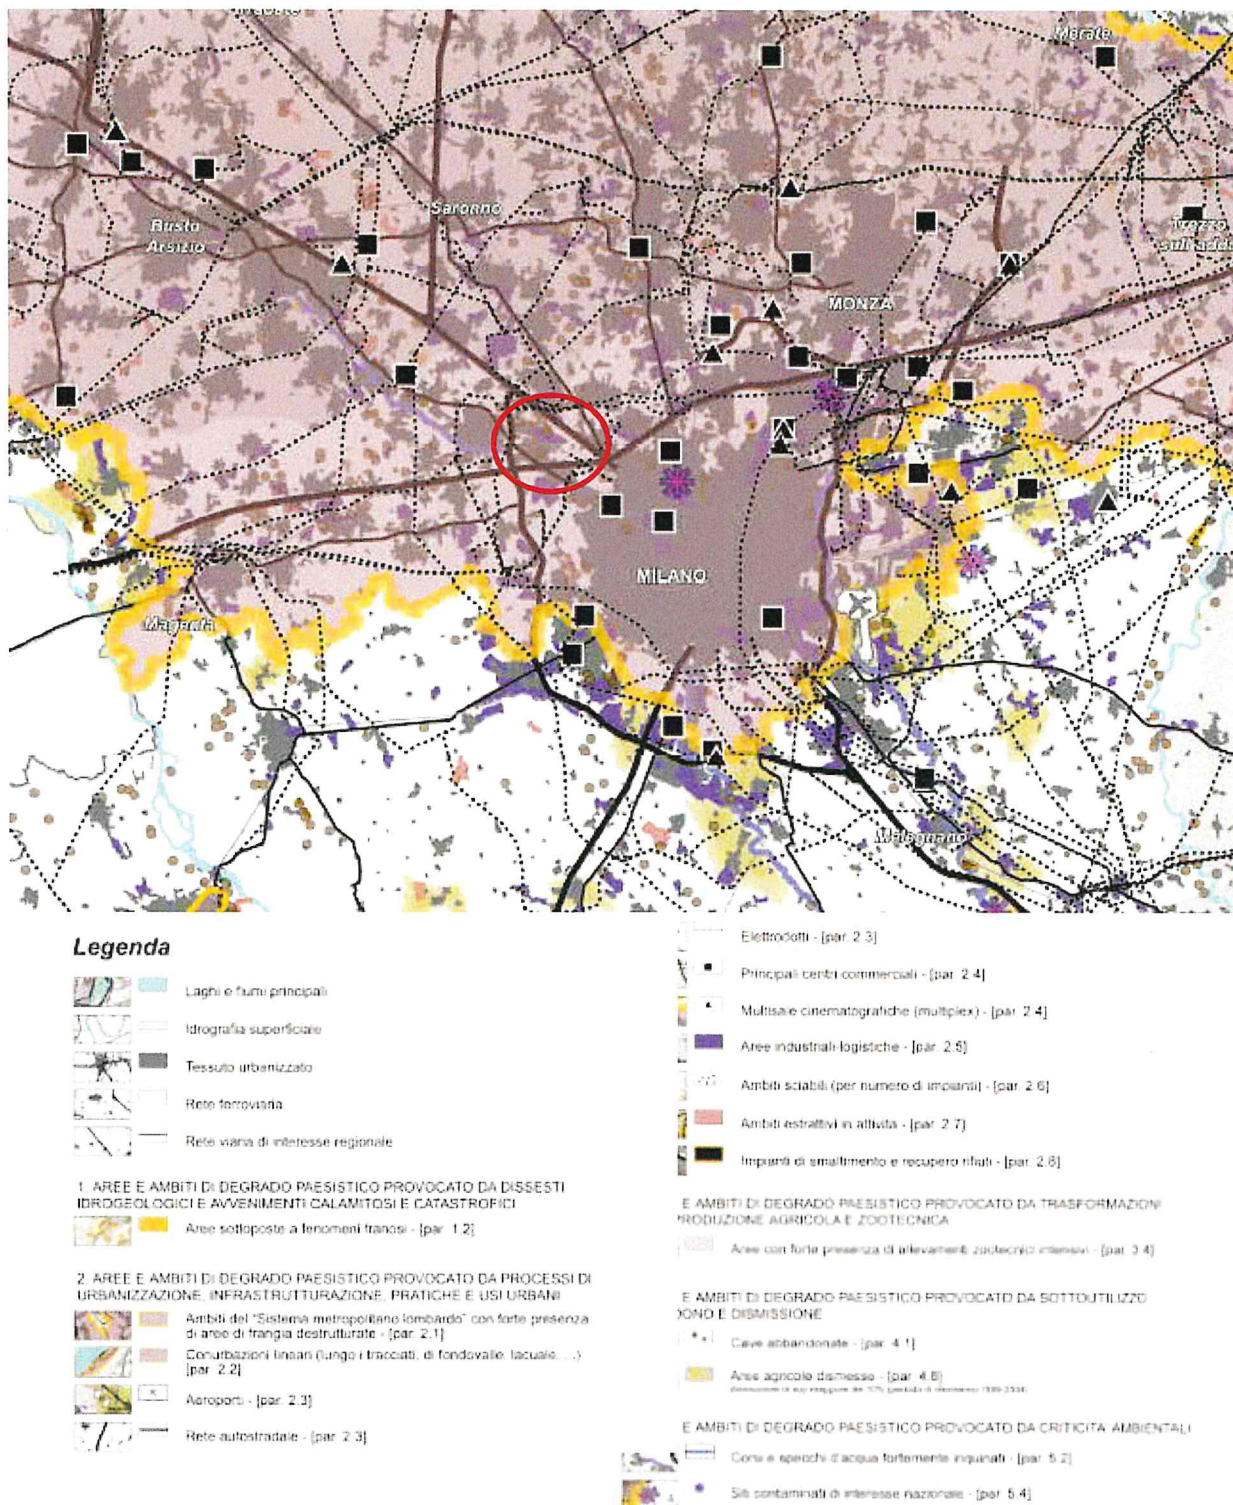 Merate
Saronno
Busto
Arsizio
Trezzo
sull'adda
MONZA
MILANO
Magenta
Melegnano
Legenda
Laghi e fiumi principali
Idrografia superficiale
Tessuto urbanizzato
Rete ferroviaria
Rete viaria di interesse regionale
1. AREE E AMBITI DI DEGRADO PAESISTICO PROVOCATO DA DISSESTI
IDROGEOLOGICI E AVVENIMENTI CALAMITOSI E CATASTROFICI
Aree sottoposte a fenomeni franosi - [par. 1.2]
2. AREE E AMBITI DI DEGRADO PAESISTICO PROVOCATO DA PROCESSI DI
URBANIZZAZIONE, INFRASTRUTTURAZIONE, PRATICHE E USI URBANI
Ambiti del "Sistema metropolitano lombardo" con forte presenza
di aree di frangia destrutturate - [par. 2.1]
Conurbazioni lineari (lungo i tracciati, di fondovalle, lacuale, ...)
[par. 2.2]
Aeroporti - [par. 2.3]
Rete autostradale - [par. 2.3]
Elettrodotti - [par. 2.3]
Principali centri commerciali - [par. 2.4]
Multisale cinematografiche (multiplex) - [par. 2.4]
Aree industriali-logistiche - [par. 2.5]
Ambiti sciabili (per numero di impianti) - [par. 2.6]
Ambiti estrattivi in attività - [par. 2.7]
Impianti di smaltimento e recupero rifiuti - [par. 2.8]
E AMBITI DI DEGRADO PAESISTICO PROVOCATO DA TRASFORMAZIONI
PRODUZIONE AGRICOLA E ZOOTECNICA
Aree con forte presenza di allevamenti zootecnici intensivi - [par. 3.4]
E AMBITI DI DEGRADO PAESISTICO PROVOCATO DA SOTTOUTILIZZO
DONO E DISMISSIONE
Cave abbandonate - [par. 4.1]
Aree agricole dismesse - [par. 4.8]
E AMBITI DI DEGRADO PAESISTICO PROVOCATO DA CRITICITÀ AMBIENTALI
Corsi e specchi d'acqua fortemente inquinati - [par. 5.2]
Siti contaminati di interesse nazionale - [par. 5.4]